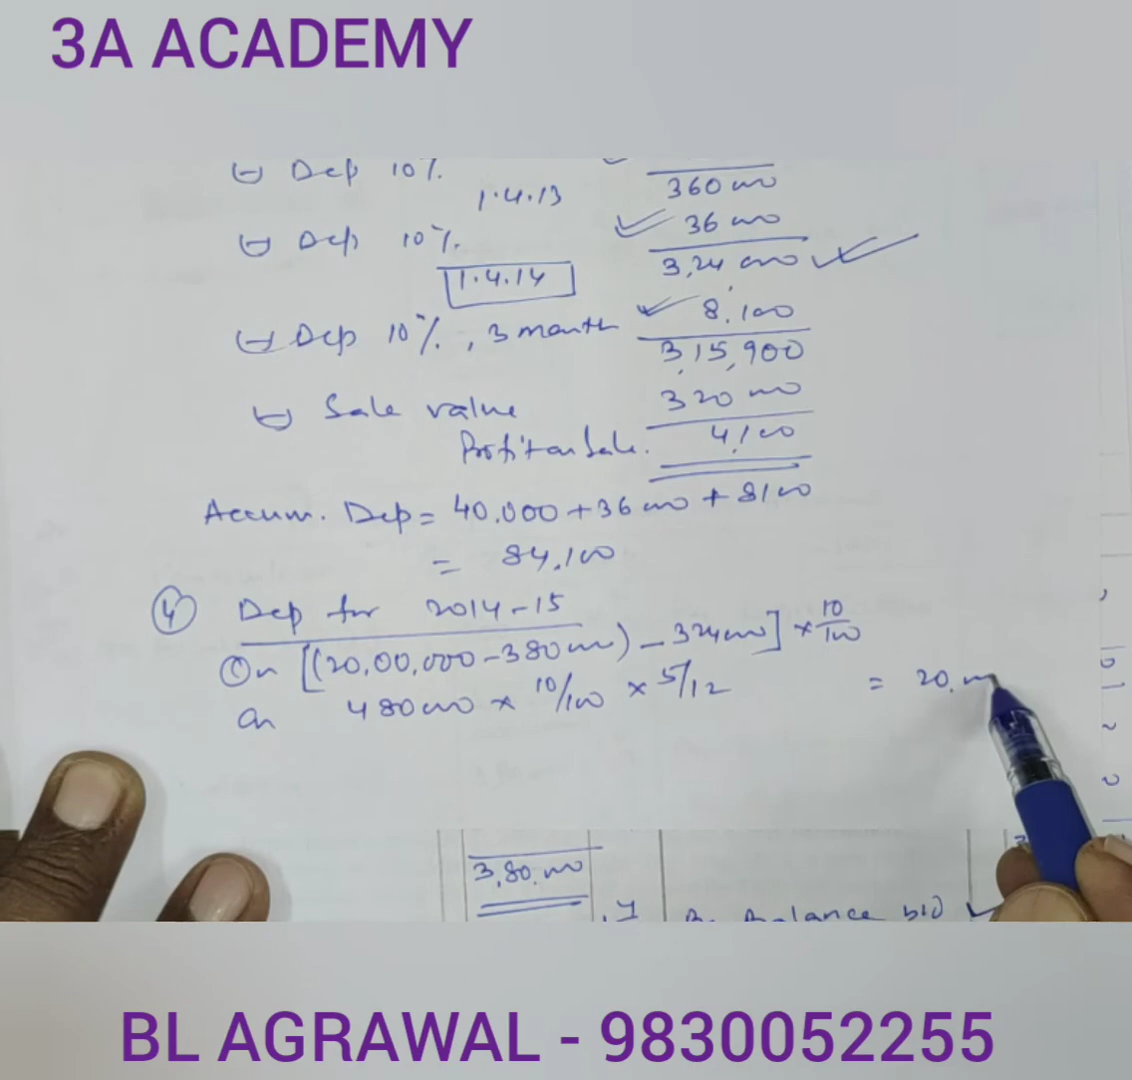 3A ACADEMY
⊖ Dep 10%.
360000
1.4.13
⊖ Dep 10%. 36000
1.4.14 3,24000
⊖ Dep 10%, 3 month 8,100
3,15,900
⊖ Sale value 320000
Profit on Sale. 4,100
Accum. Dep = 40,000 + 36000 + 8100
= 84,100
④ Dep for 2014-15
On [(20,00,000 - 380000) - 324000] × 10/100
On 480000 × 10/100 × 5/12 = 20,00
3,80,000
Balance b/d
BL AGRAWAL - 9830052255